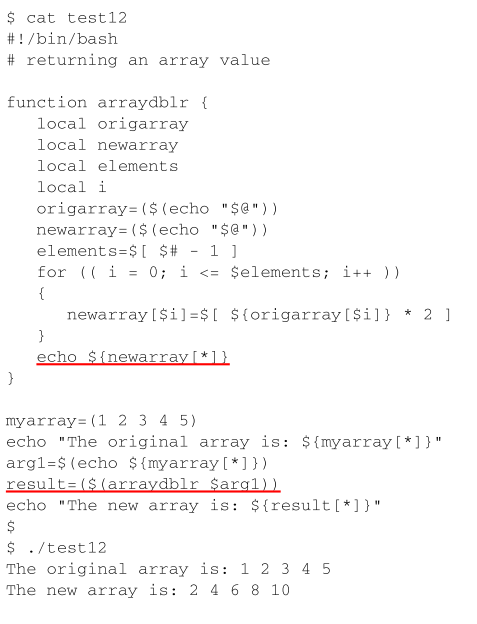 $ cat test12
#!/bin/bash
# returning an array value

function arraydblr {
   local origarray
   local newarray
   local elements
   local i
   origarray=($(echo "$@"))
   newarray=($(echo "$@"))
   elements=$[ $# - 1 ]
   for (( i = 0; i <= $elements; i++ ))
   {
      newarray[$i]=$[ ${origarray[$i]} * 2 ]
   }
   echo ${newarray[*]}
}

myarray=(1 2 3 4 5)
echo "The original array is: ${myarray[*]}"
arg1=$(echo ${myarray[*]})
result=($(arraydblr $arg1))
echo "The new array is: ${result[*]}"
$
$ ./test12
The original array is: 1 2 3 4 5
The new array is: 2 4 6 8 10